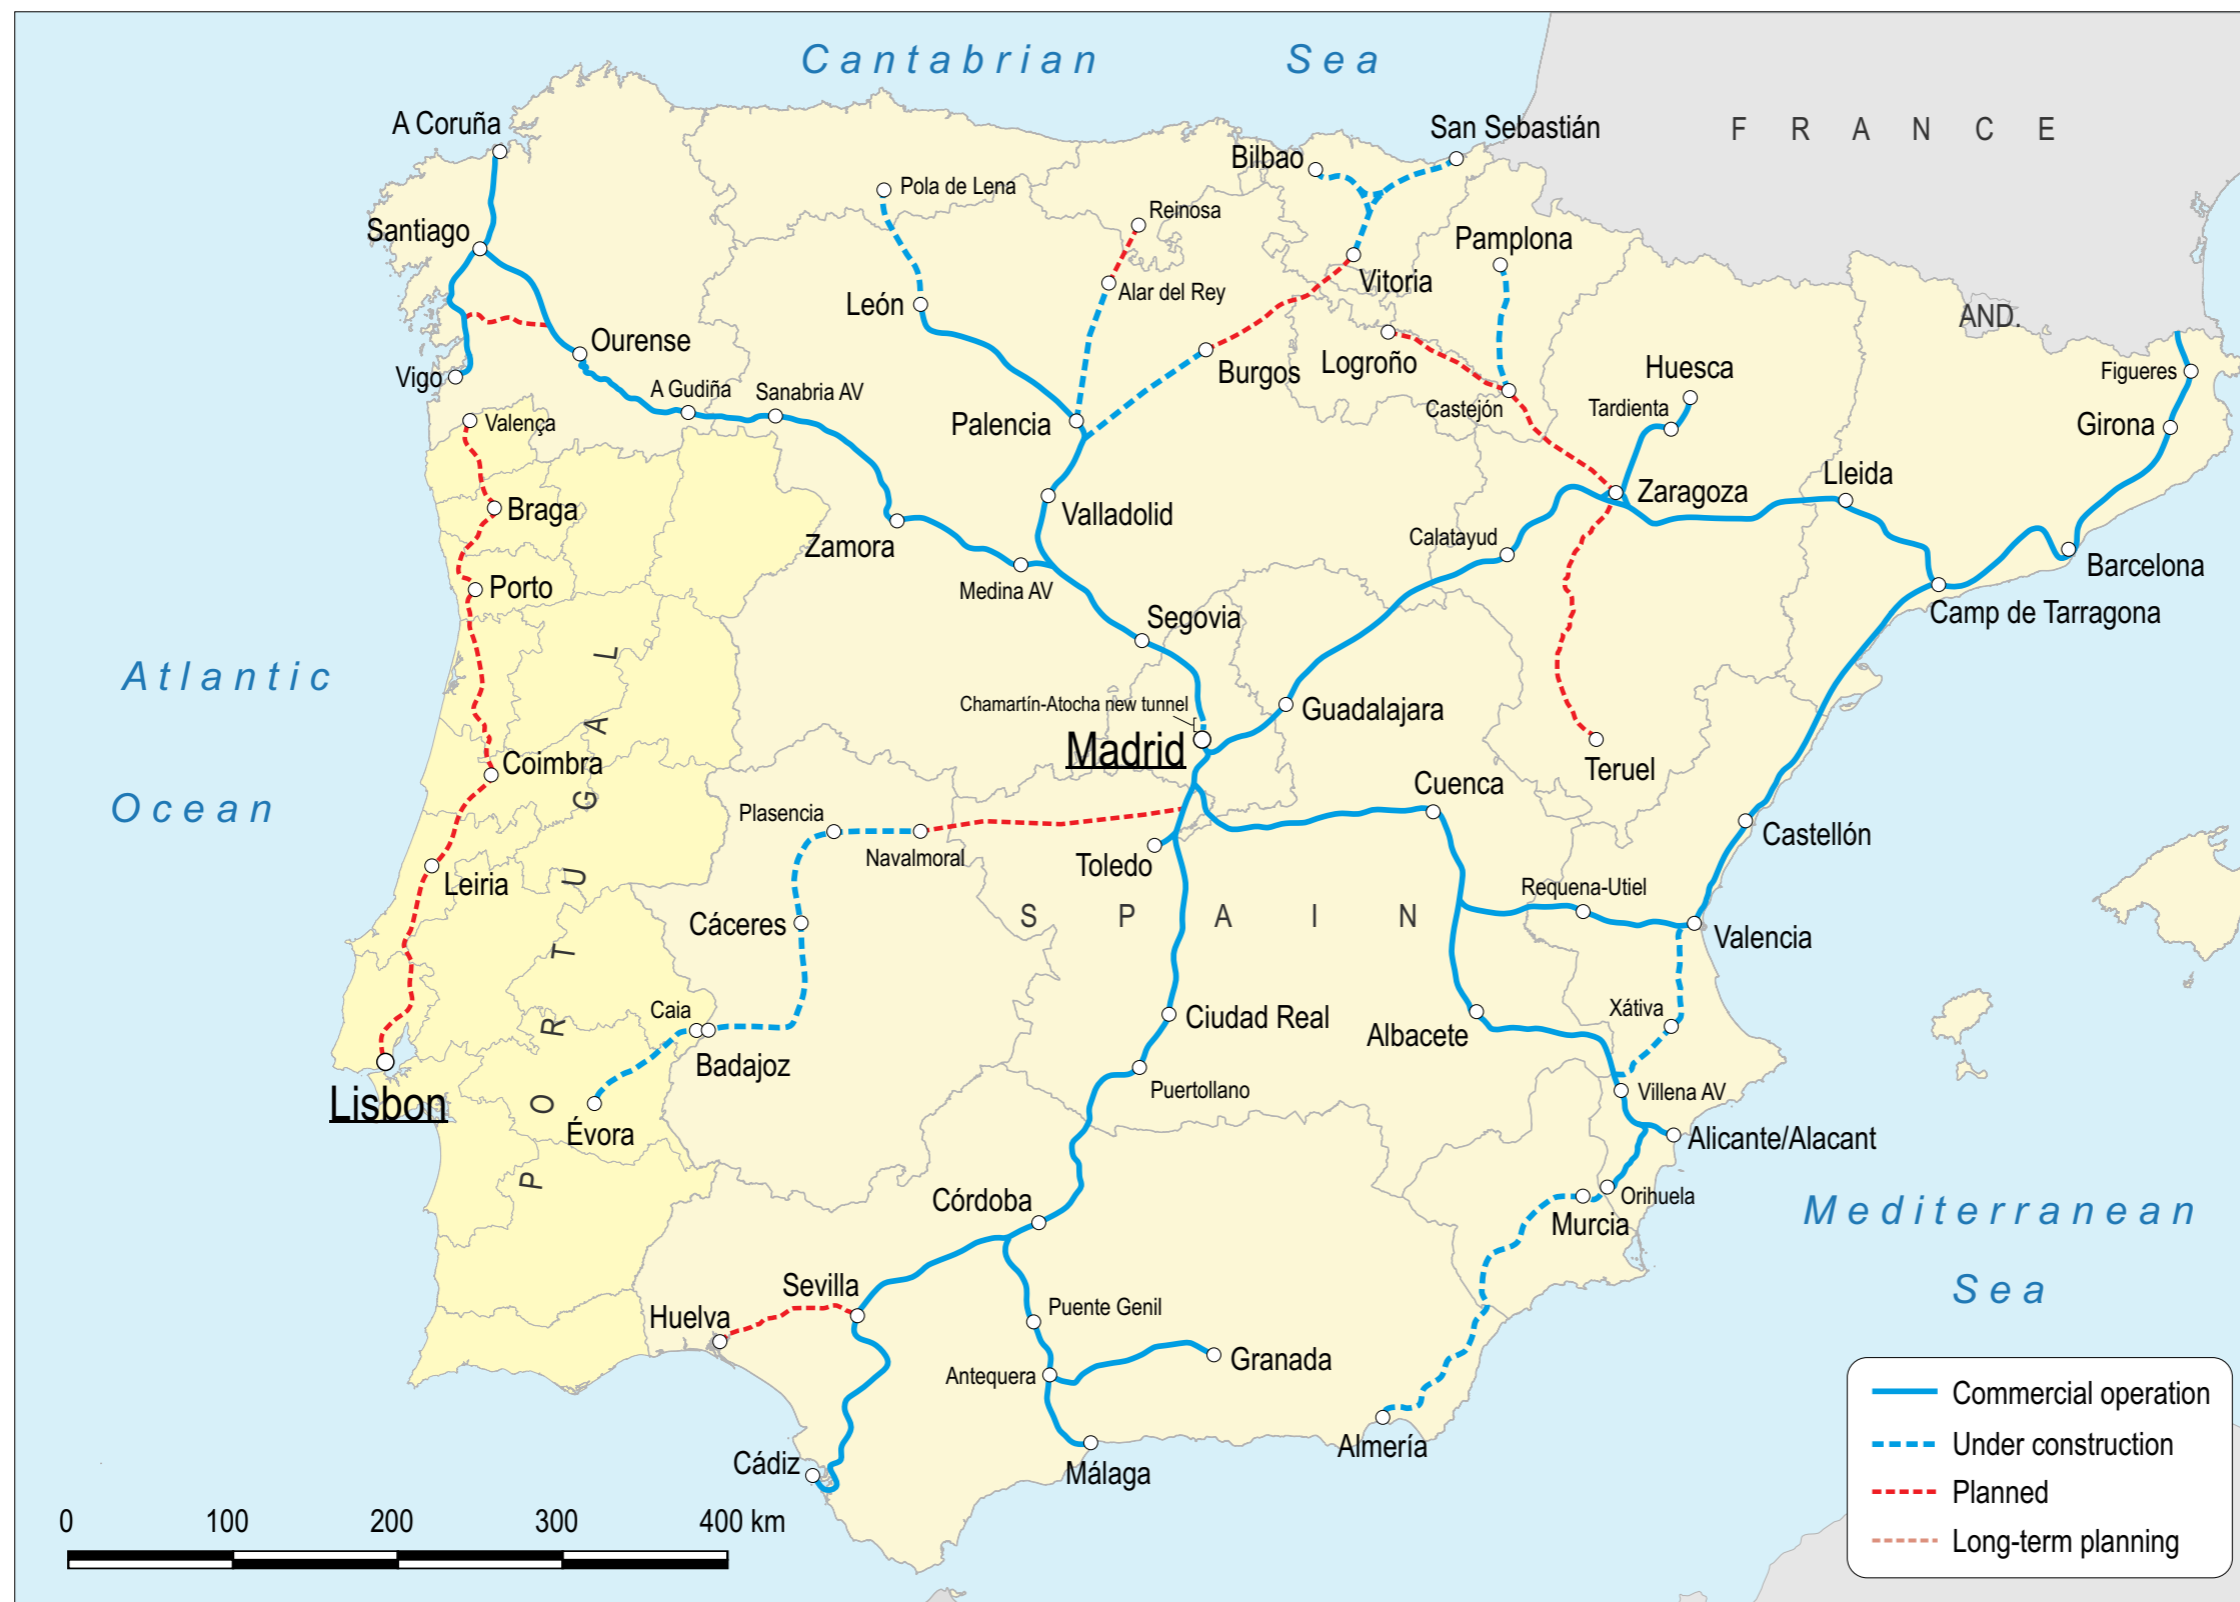 Cantabrian Sea
FRANCE
A Coruña
San Sebastián
Bilbao
Pola de Lena
Reinosa
Santiago
Pamplona
Vitoria
Alar del Rey
León
AND.
Ourense
Logroño
Huesca
Figueres
Vigo
Burgos
A Gudiña
Sanabria AV
Castejón
Tardienta
Valença
Palencia
Girona
Lleida
Braga
Valladolid
Zaragoza
Zamora
Calatayud
Barcelona
Porto
Medina AV
Camp de Tarragona
Segovia
Atlantic
Ocean
Chamartín-Atocha new tunnel
Guadalajara
Madrid
Coimbra
Teruel
Cuenca
Plasencia
Castellón
Navalmoral
Toledo
Leiria
Requena-Utiel
SPAIN
Cáceres
Valencia
PORTUGAL
Caia
Xátiva
Ciudad Real
Albacete
Badajoz
Puertollano
Villena AV
Lisbon
Évora
Alicante/Alacant
Córdoba
Orihuela
Murcia
Mediterranean
Sea
Sevilla
Huelva
Puente Genil
Granada
Antequera
Almería
Cádiz
Málaga
Commercial operation
Under construction
Planned
Long-term planning
0 100 200 300 400 km